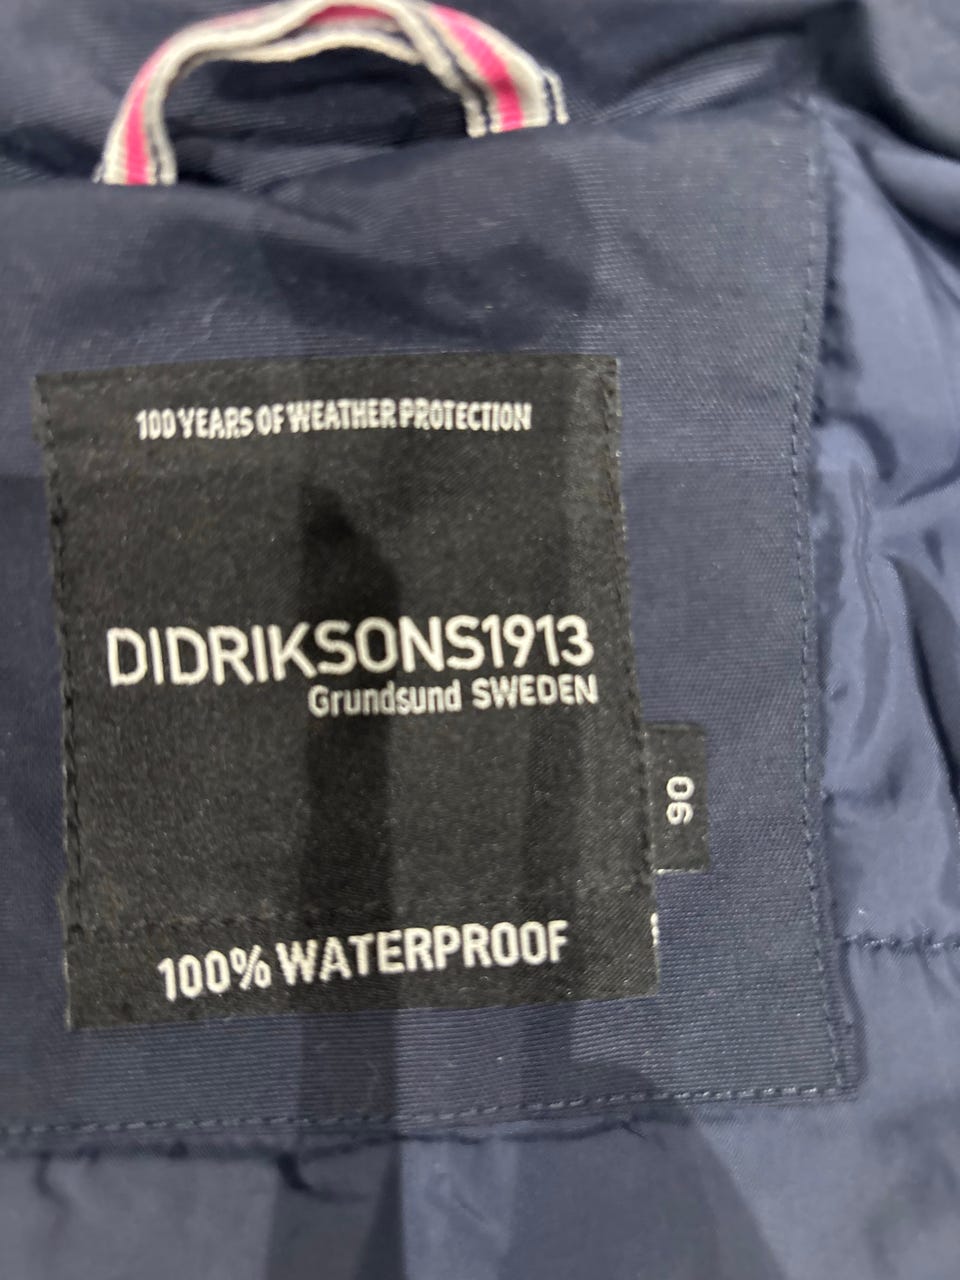 100 YEARS OF WEATHER PROTECTION
DIDRIKSONS1913
Grundsund SWEDEN
90
100% WATERPROOF